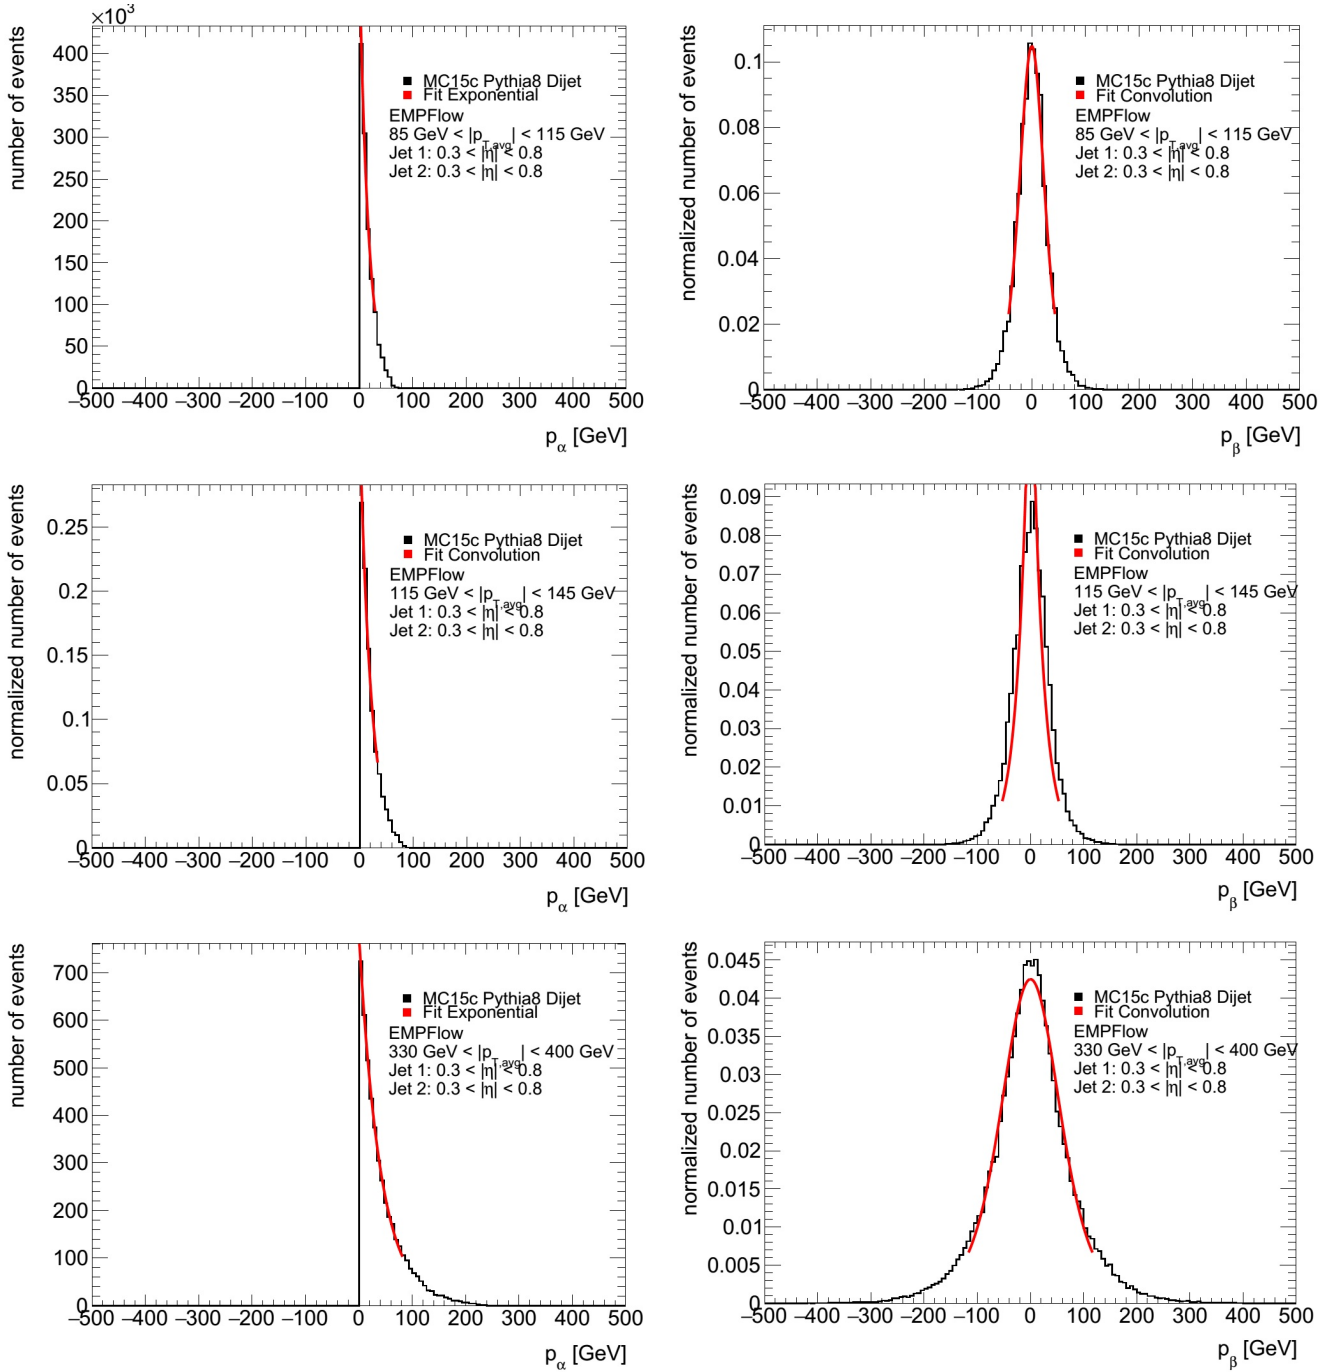 ×10³
number of events
400
350
300
250
200
150
100
50
0
MC15c Pythia8 Dijet
Fit Exponential
EMPFlow
85 GeV < |p_T,avg| < 115 GeV
Jet 1: 0.3 < |η| < 0.8
Jet 2: 0.3 < |η| < 0.8
−500 −400 −300 −200 −100 0 100 200 300 400 500
p_α [GeV]
normalized number of events
0.1
0.08
0.06
0.04
0.02
0
MC15c Pythia8 Dijet
Fit Convolution
EMPFlow
85 GeV < |p_T,avg| < 115 GeV
Jet 1: 0.3 < |η| < 0.8
Jet 2: 0.3 < |η| < 0.8
−500 −400 −300 −200 −100 0 100 200 300 400 500
p_β [GeV]
normalized number of events
0.25
0.2
0.15
0.1
0.05
0
MC15c Pythia8 Dijet
Fit Convolution
EMPFlow
115 GeV < |p_T,avg| < 145 GeV
Jet 1: 0.3 < |η| < 0.8
Jet 2: 0.3 < |η| < 0.8
−500 −400 −300 −200 −100 0 100 200 300 400 500
p_α [GeV]
normalized number of events
0.09
0.08
0.07
0.06
0.05
0.04
0.03
0.02
0.01
0
MC15c Pythia8 Dijet
Fit Convolution
EMPFlow
115 GeV < |p_T,avg| < 145 GeV
Jet 1: 0.3 < |η| < 0.8
Jet 2: 0.3 < |η| < 0.8
−500 −400 −300 −200 −100 0 100 200 300 400 500
p_β [GeV]
number of events
700
600
500
400
300
200
100
0
MC15c Pythia8 Dijet
Fit Exponential
EMPFlow
330 GeV < |p_T,avg| < 400 GeV
Jet 1: 0.3 < |η| < 0.8
Jet 2: 0.3 < |η| < 0.8
−500 −400 −300 −200 −100 0 100 200 300 400 500
p_α [GeV]
normalized number of events
0.045
0.04
0.035
0.03
0.025
0.02
0.015
0.01
0.005
0
MC15c Pythia8 Dijet
Fit Convolution
EMPFlow
330 GeV < |p_T,avg| < 400 GeV
Jet 1: 0.3 < |η| < 0.8
Jet 2: 0.3 < |η| < 0.8
−500 −400 −300 −200 −100 0 100 200 300 400 500
p_β [GeV]